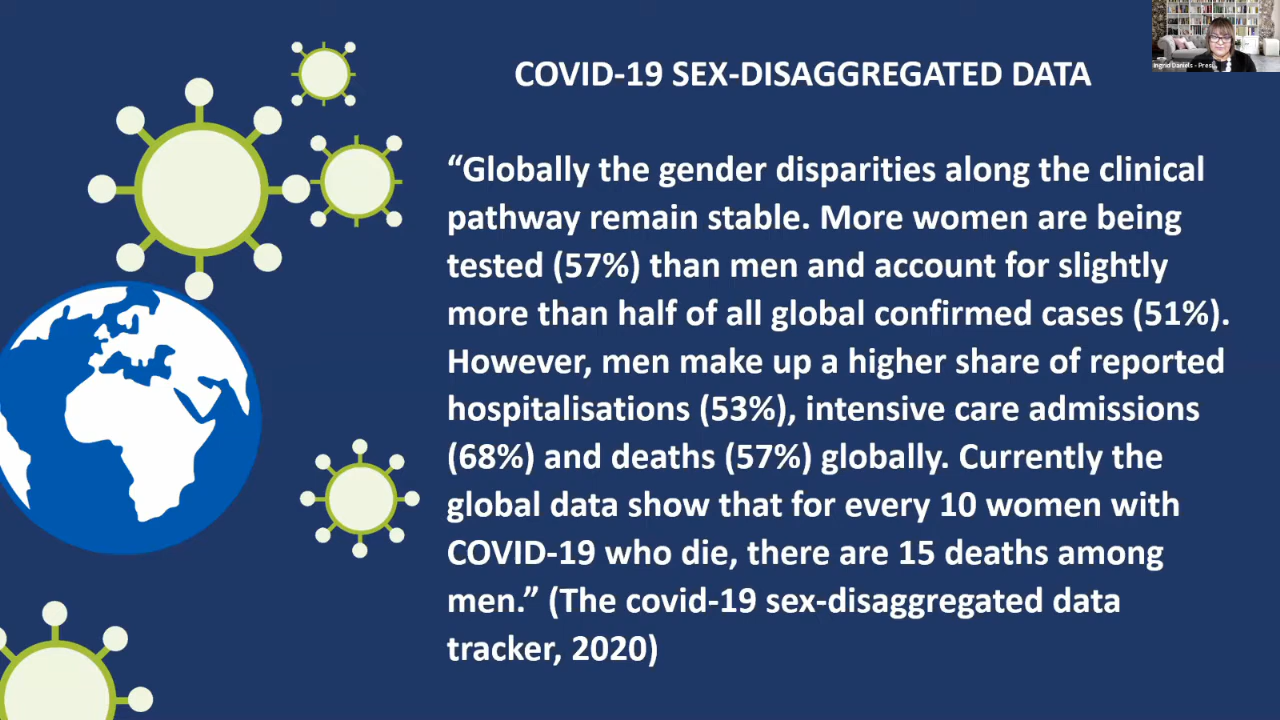 COVID-19 SEX-DISAGGREGATED DATA
“Globally the gender disparities along the clinical
pathway remain stable. More women are being
tested (57%) than men and account for slightly
more than half of all global confirmed cases (51%).
However, men make up a higher share of reported
hospitalisations (53%), intensive care admissions
(68%) and deaths (57%) globally. Currently the
global data show that for every 10 women with
COVID-19 who die, there are 15 deaths among
men.” (The covid-19 sex-disaggregated data
tracker, 2020)
Ingrid Daniels - Presi...